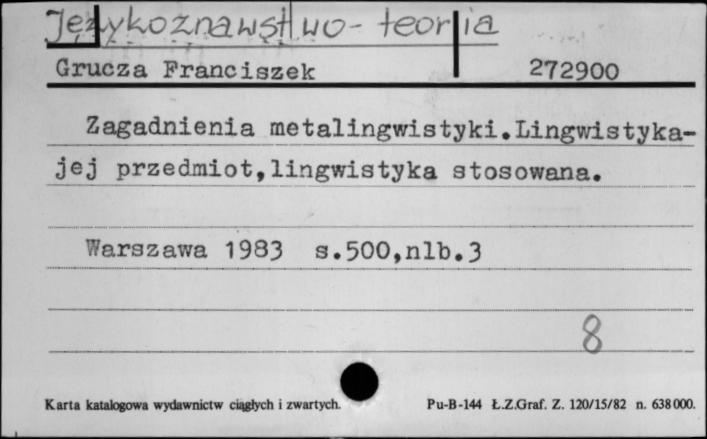 Językoznawstwo - teoria
Grucza Franciszek 272900
Zagadnienia metalingwistyki.Lingwistyka-
jej przedmiot,lingwistyka stosowana.
Warszawa 1983 s.500,nlb.3
8
Karta katalogowa wydawnictw ciągłych i zwartych. Pu-B-144 Ł.Z.Graf. Z. 120/15/82 n. 638000.